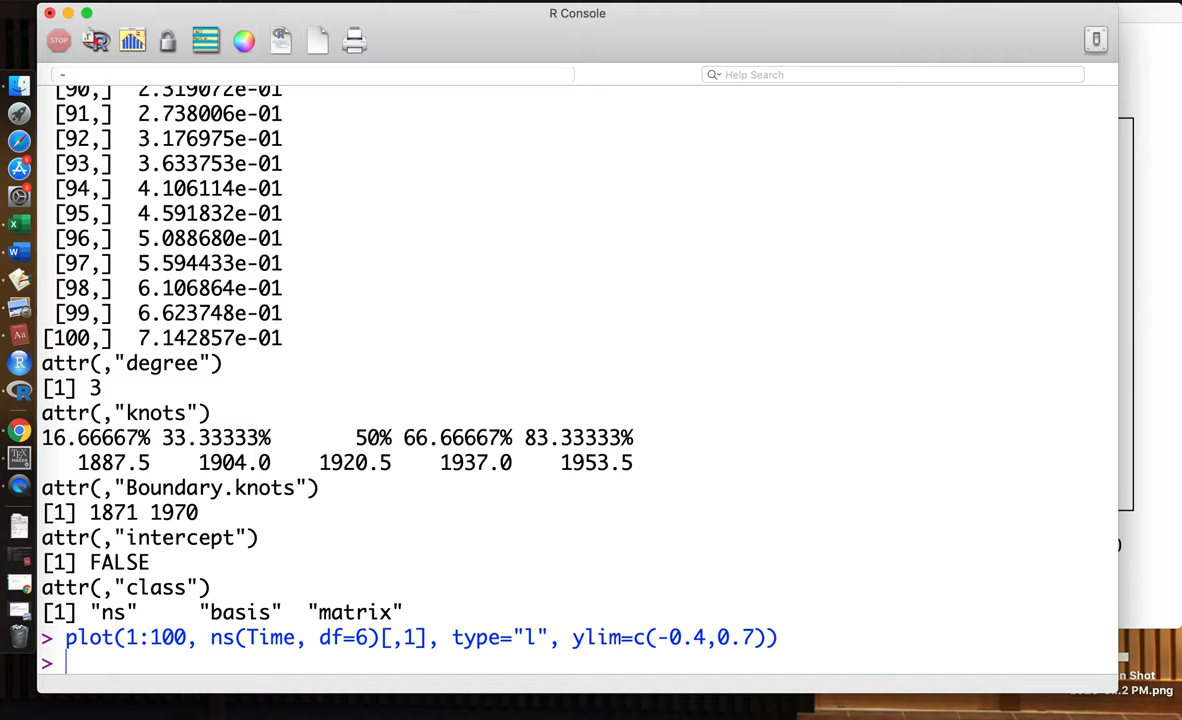 R Console
STOP
~
Help Search
[90,] 2.319072e-01
[91,] 2.738006e-01
[92,] 3.176975e-01
[93,] 3.633753e-01
[94,] 4.106114e-01
[95,] 4.591832e-01
[96,] 5.088680e-01
[97,] 5.594433e-01
[98,] 6.106864e-01
[99,] 6.623748e-01
[100,] 7.142857e-01
attr(,"degree")
[1] 3
attr(,"knots")
16.66667% 33.33333% 50% 66.66667% 83.33333%
1887.5 1904.0 1920.5 1937.0 1953.5
attr(,"Boundary.knots")
[1] 1871 1970
attr(,"intercept")
[1] FALSE
attr(,"class")
[1] "ns" "basis" "matrix"
> plot(1:100, ns(Time, df=6)[,1], type="l", ylim=c(-0.4,0.7))
>
Shot
2 PM.png